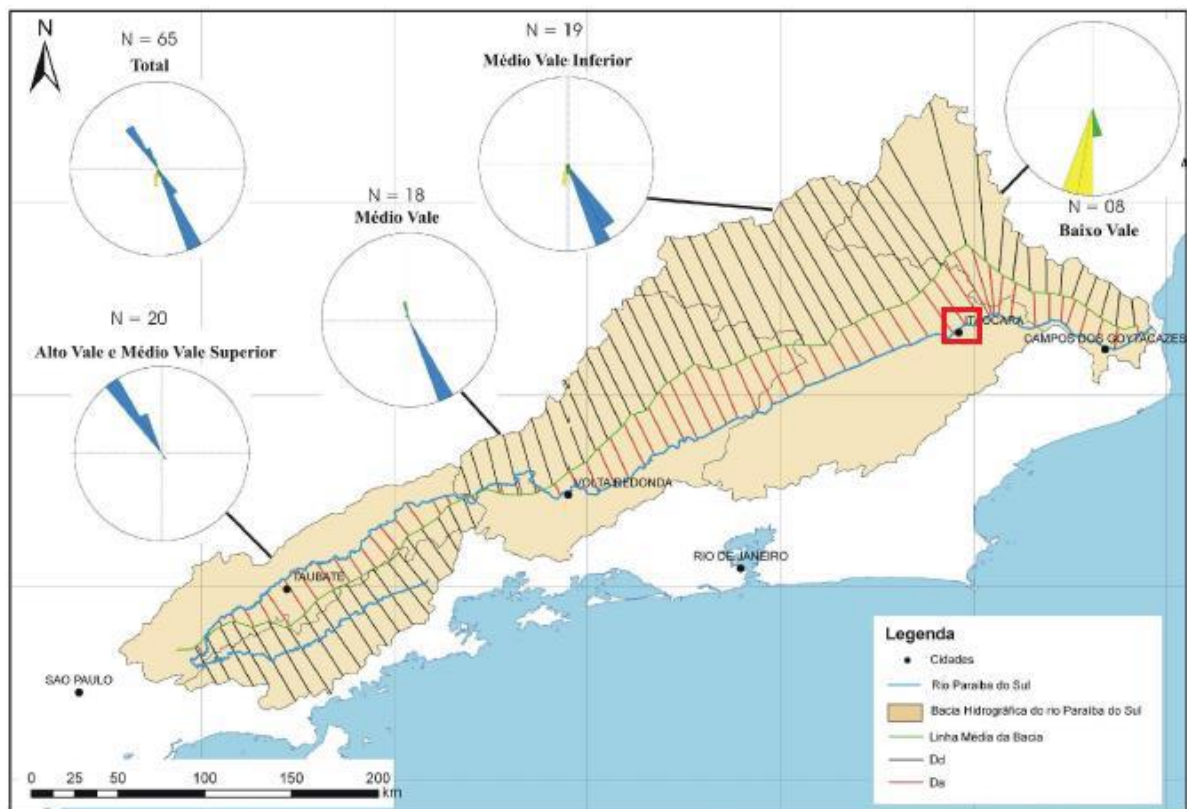 N
N = 65
Total
N = 19
Médio Vale Inferior
N = 18
Médio Vale
N = 08
Baixo Vale
N = 20
Alto Vale e Médio Vale Superior
ITAOCARA
CAMPOS DOS GOYTACAZES
VOLTA REDONDA
RIO DE JANEIRO
TAUBATE
SAO PAULO
Legenda
Cidades
Rio Paraiba do Sul
Bacia Hidrográfica do rio Paraiba do Sul
Linha Média da Bacia
Dd
Da
0 25 50 100 150 200
km